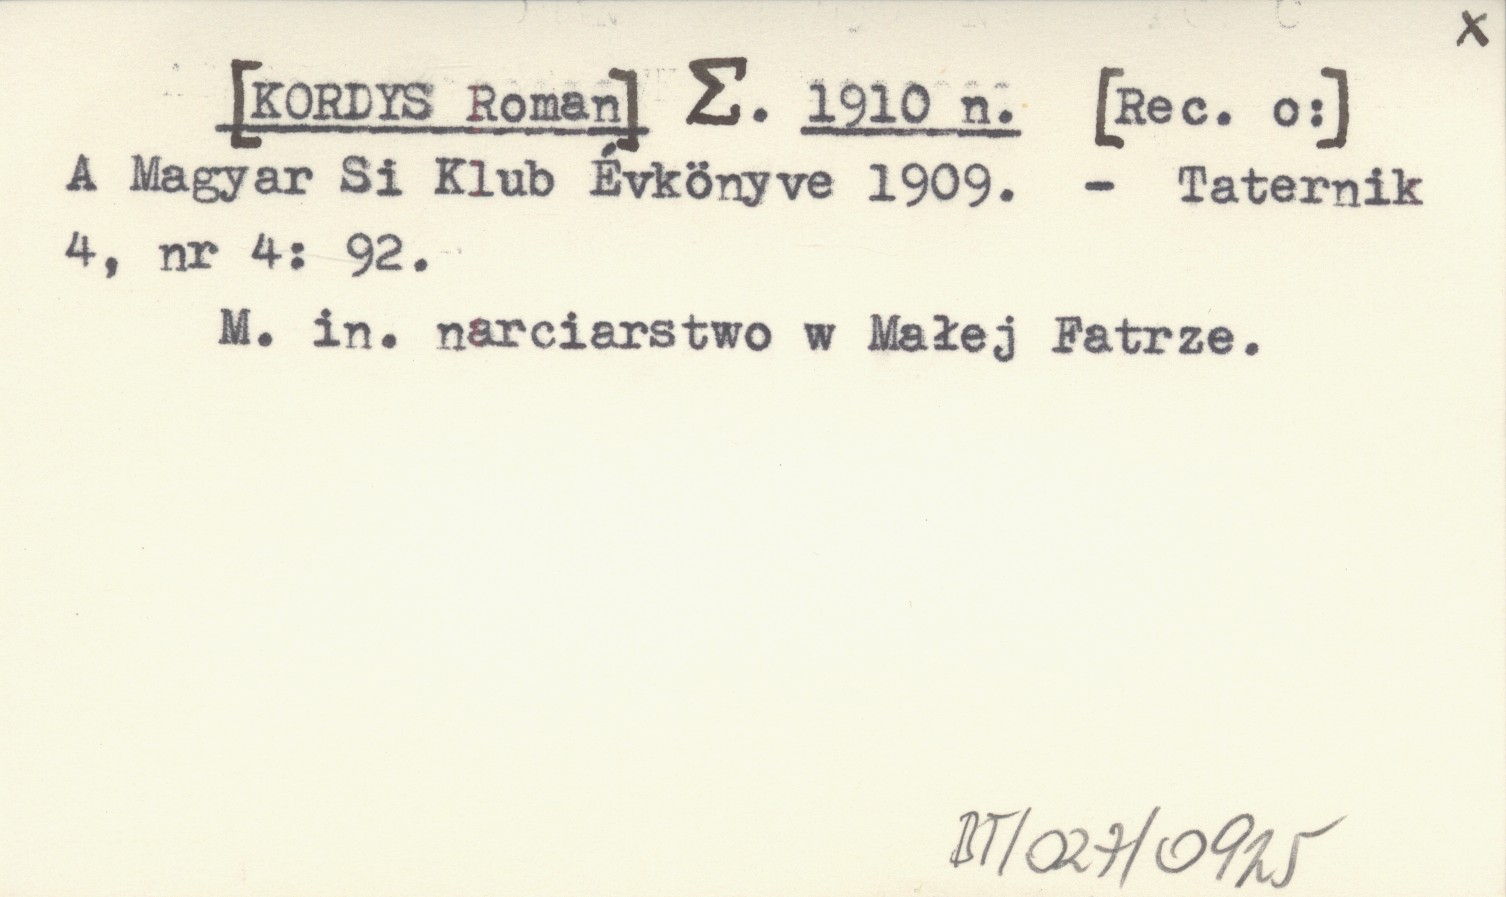 x
[KORDYS Roman] Σ. 1910 n. [Rec. o:]
A Magyar Si Klub Évkönyve 1909. - Taternik
4, nr 4: 92.
M. in. narciarstwo w Małej Fatrze.
BT/027/0925